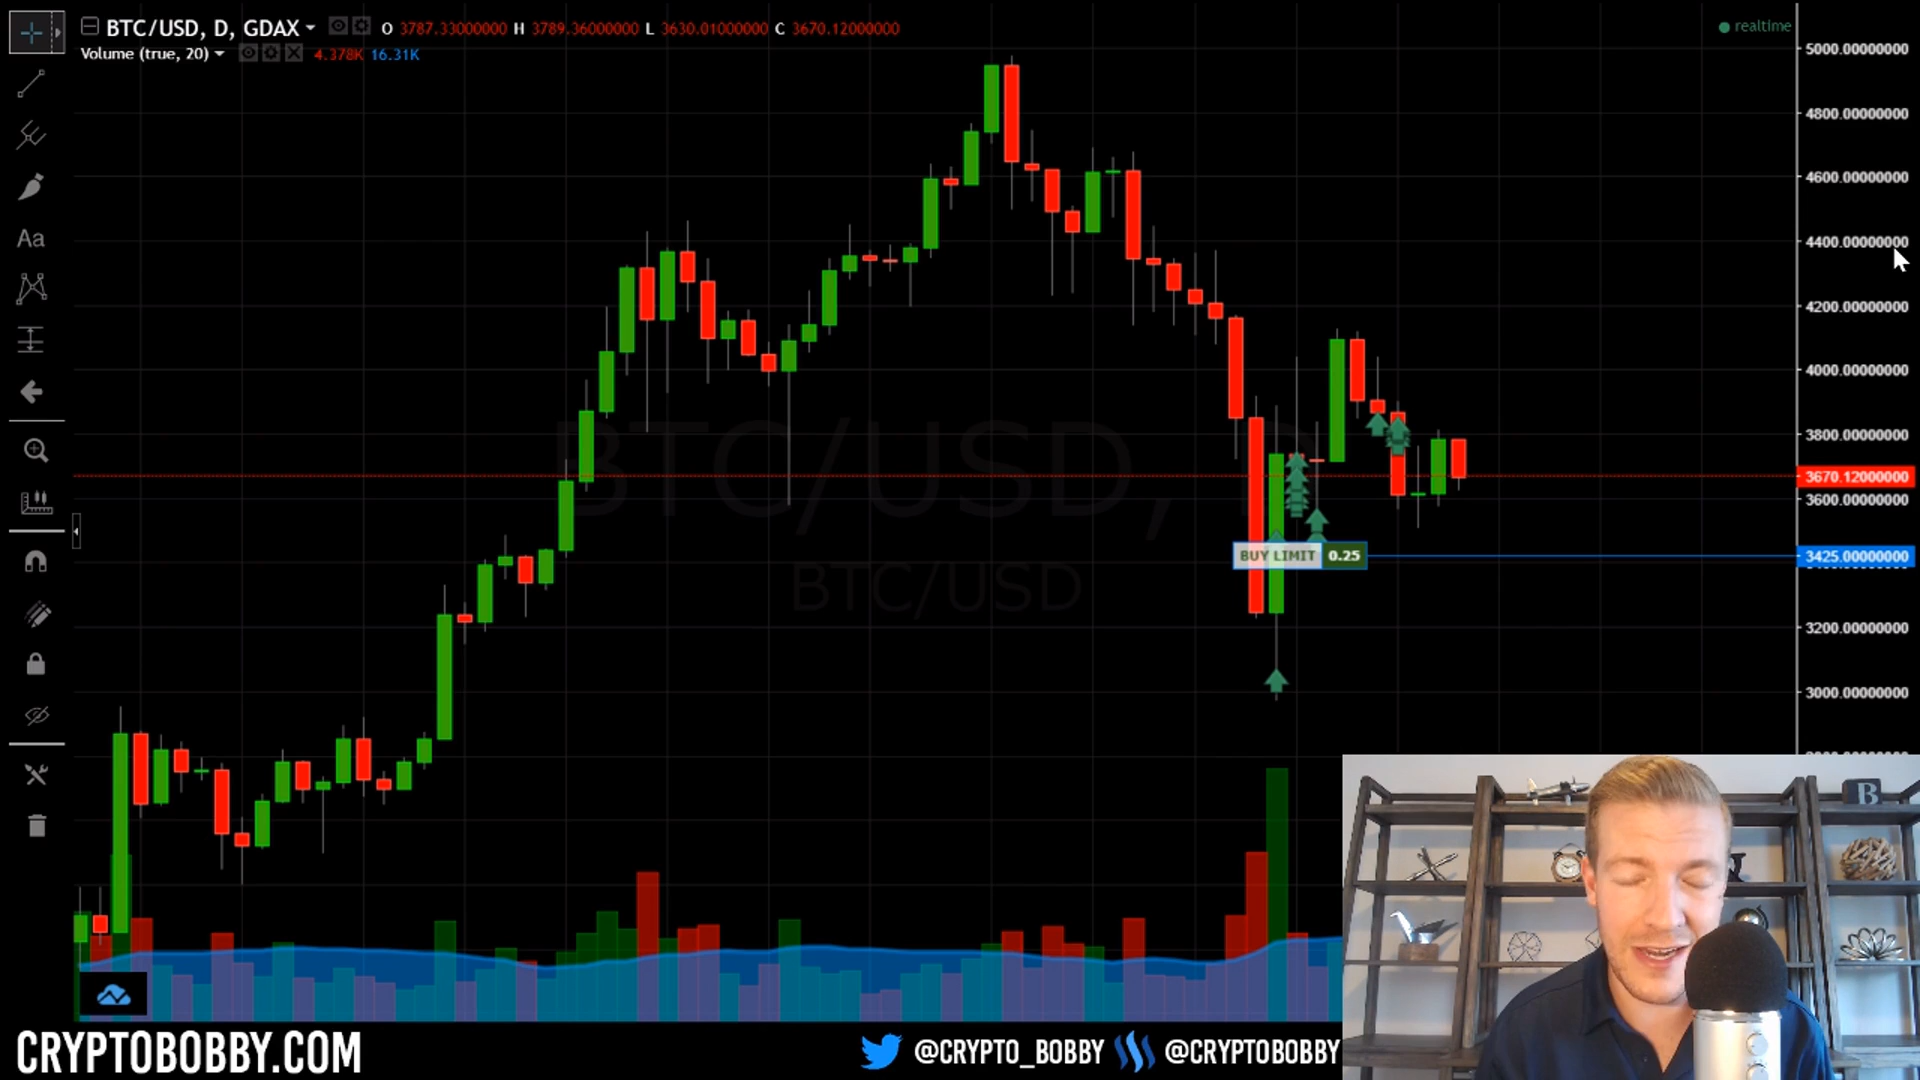 BTC/USD, D, GDAX O 3787.33000000 H 3789.36000000 L 3630.01000000 C 3670.12000000
realtime
Volume (true, 20) 4.378K 16.31K
5000.00000000
4800.00000000
4600.00000000
Aa
4400.00000000
4200.00000000
4000.00000000
3800.00000000
BTC/USD, D
3670.12000000
3600.00000000
BUY LIMIT 0.25
3425.00000000
BTC/USD
3200.00000000
3000.00000000
B
CRYPTOBOBBY.COM
@CRYPTO_BOBBY @CRYPTOBOBBY